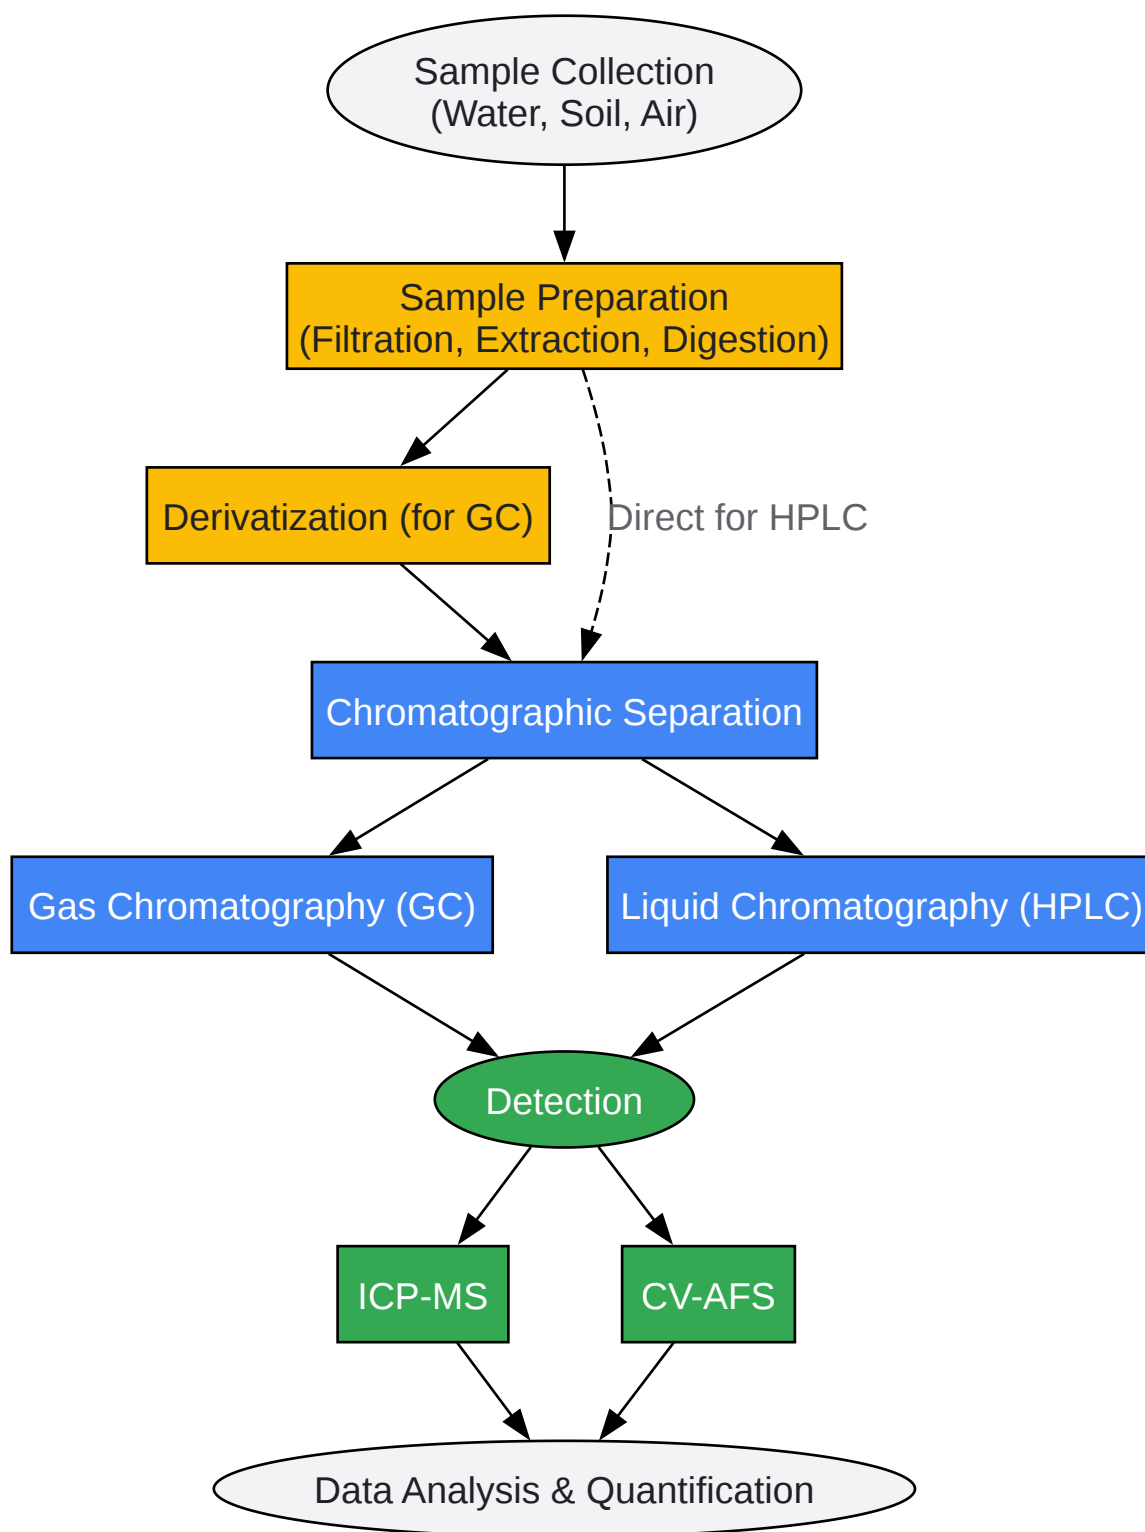 Sample Collection
(Water, Soil, Air)
Sample Preparation
(Filtration, Extraction, Digestion)
Derivatization (for GC)
Direct for HPLC
Chromatographic Separation
Gas Chromatography (GC)
Liquid Chromatography (HPLC)
Detection
ICP-MS
CV-AFS
Data Analysis & Quantification